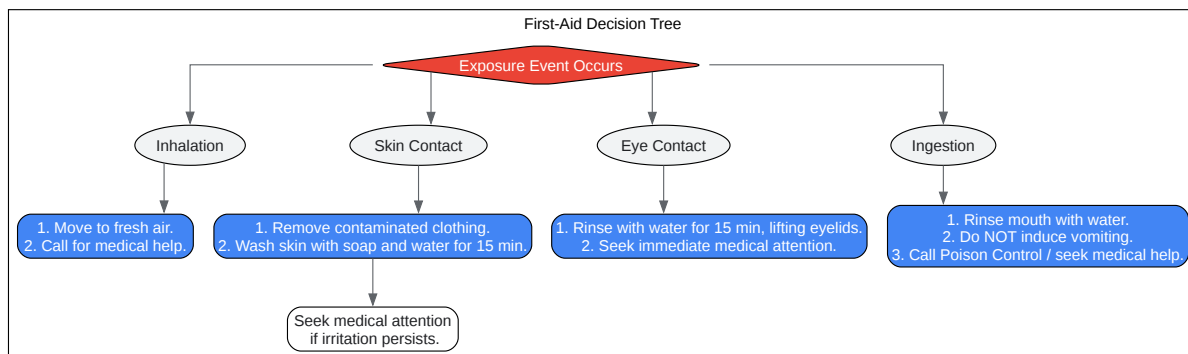 First-Aid Decision Tree
Exposure Event Occurs
Inhalation
Skin Contact
Eye Contact
Ingestion
1. Move to fresh air.
2. Call for medical help.
1. Remove contaminated clothing.
2. Wash skin with soap and water for 15 min.
1. Rinse with water for 15 min, lifting eyelids.
2. Seek immediate medical attention.
1. Rinse mouth with water.
2. Do NOT induce vomiting.
3. Call Poison Control / seek medical help.
Seek medical attention
if irritation persists.